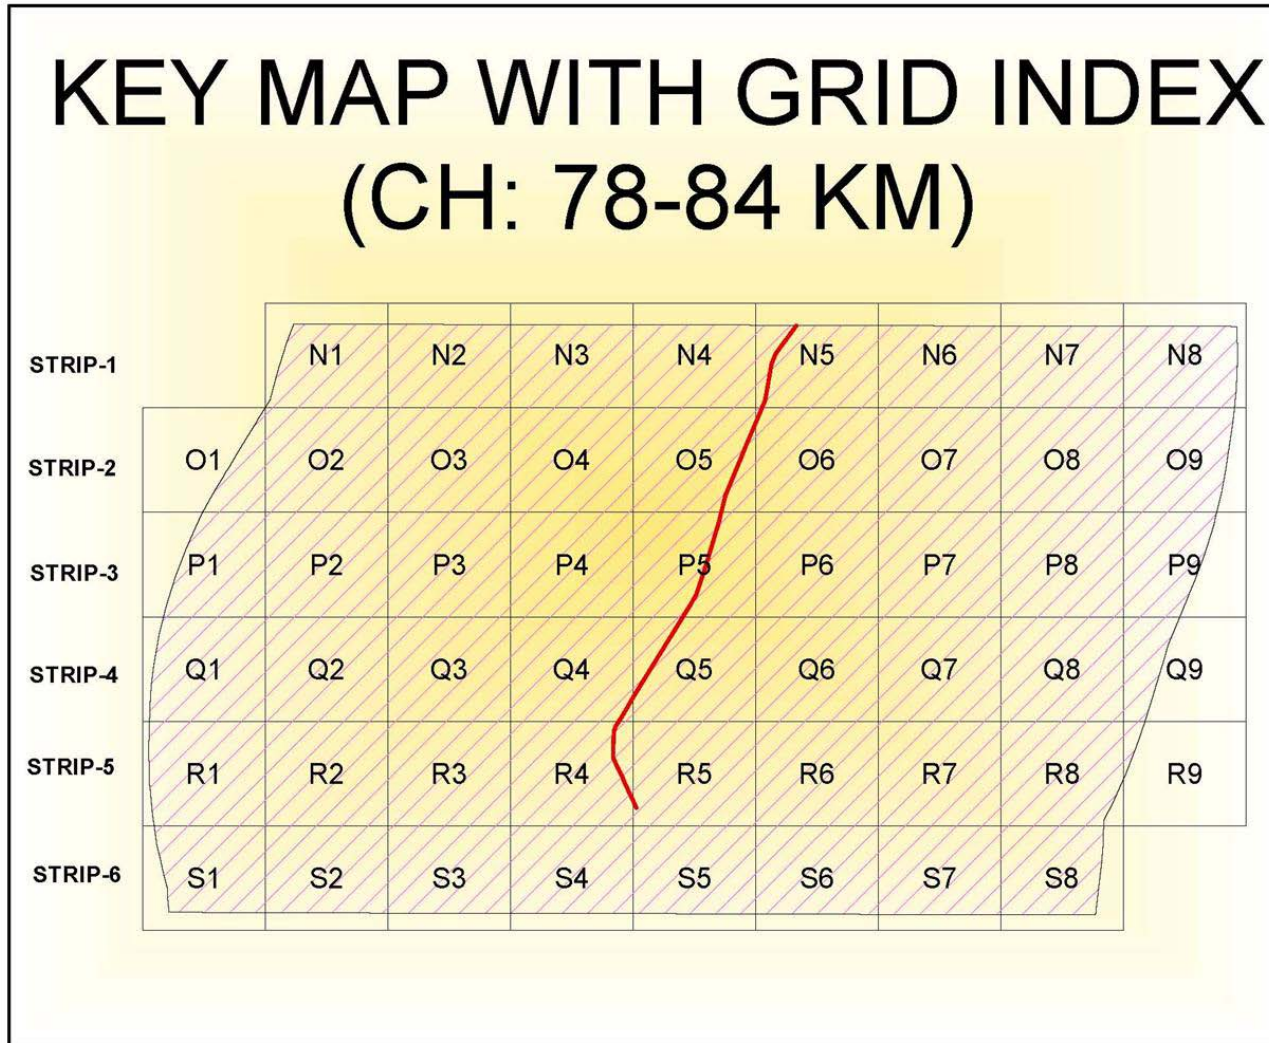 KEY MAP WITH GRID INDEX
(CH: 78-84 KM)
STRIP-1 N1 N2 N3 N4 N5 N6 N7 N8
STRIP-2 O1 O2 O3 O4 O5 O6 O7 O8 O9
STRIP-3 P1 P2 P3 P4 P5 P6 P7 P8 P9
STRIP-4 Q1 Q2 Q3 Q4 Q5 Q6 Q7 Q8 Q9
STRIP-5 R1 R2 R3 R4 R5 R6 R7 R8 R9
STRIP-6 S1 S2 S3 S4 S5 S6 S7 S8